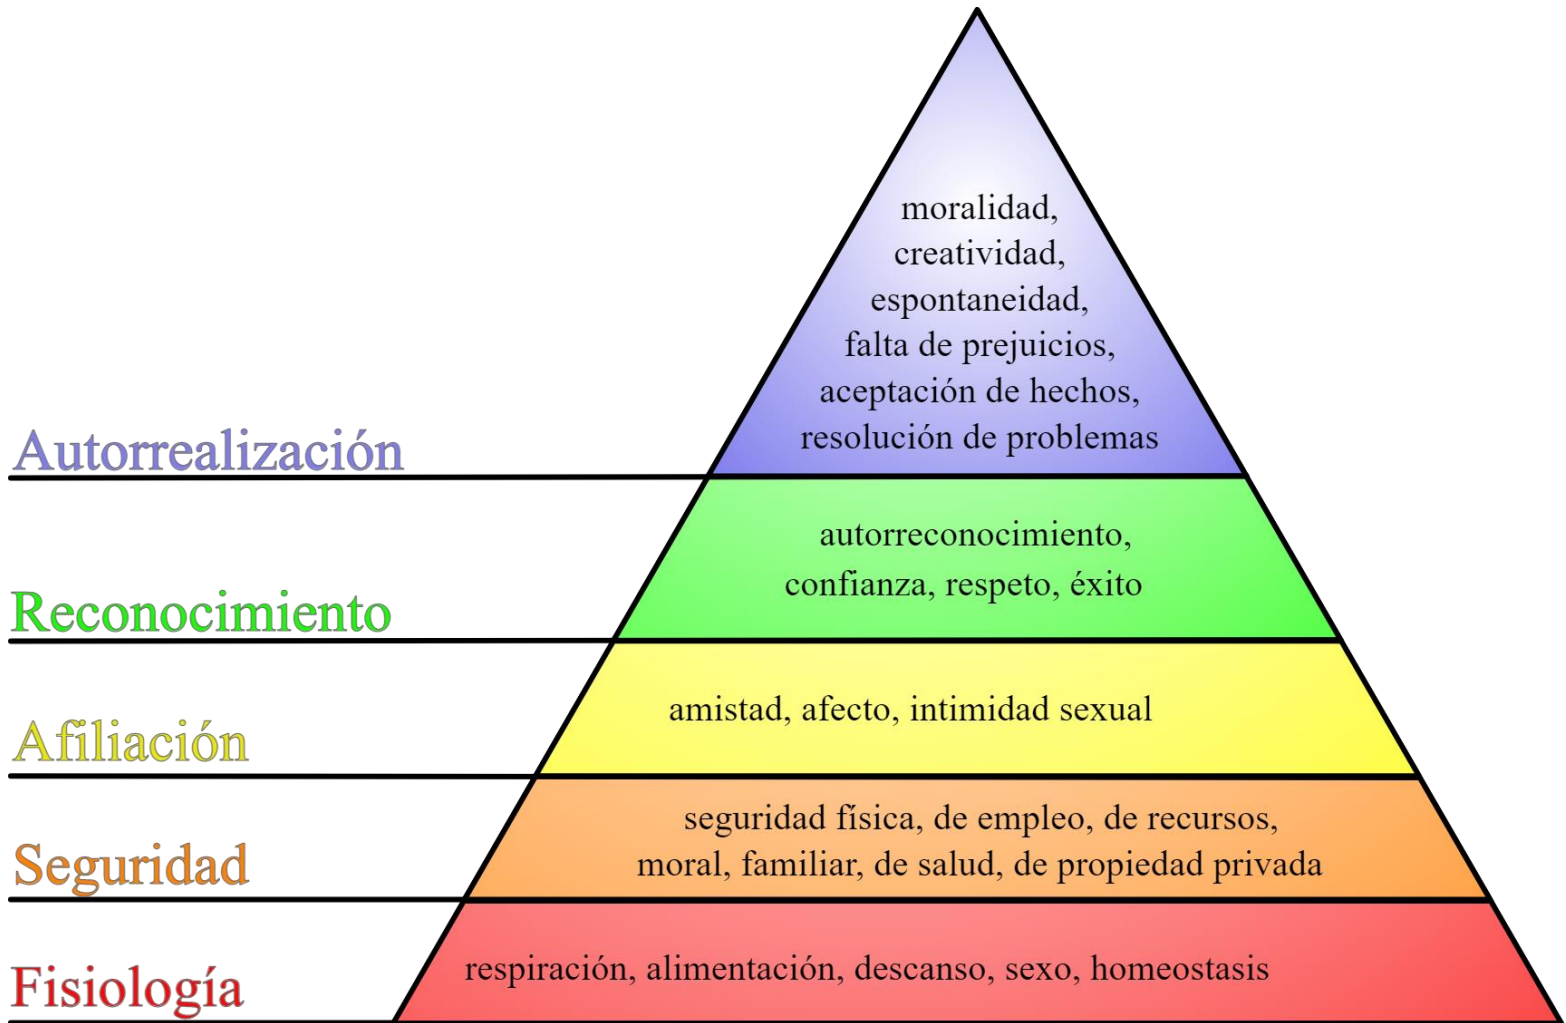 moralidad,
creatividad,
espontaneidad,
falta de prejuicios,
aceptación de hechos,
resolución de problemas
Autorrealización
autorreconocimiento,
confianza, respeto, éxito
Reconocimiento
amistad, afecto, intimidad sexual
Afiliación
seguridad física, de empleo, de recursos,
moral, familiar, de salud, de propiedad privada
Seguridad
respiración, alimentación, descanso, sexo, homeostasis
Fisiología